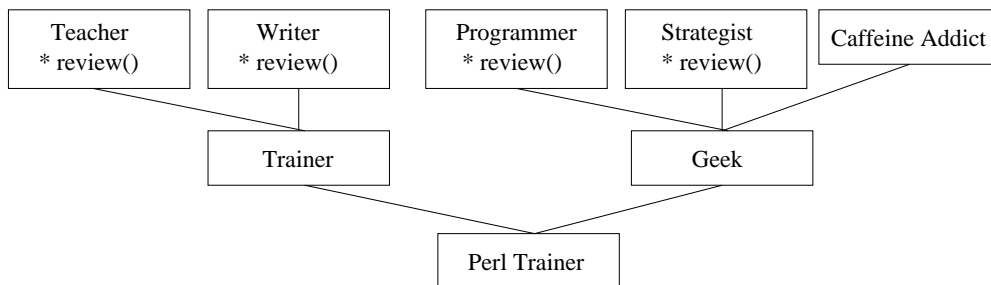 Teacher
* review()
Writer
* review()
Programmer
* review()
Strategist
* review()
Caffeine Addict
Trainer
Geek
Perl Trainer